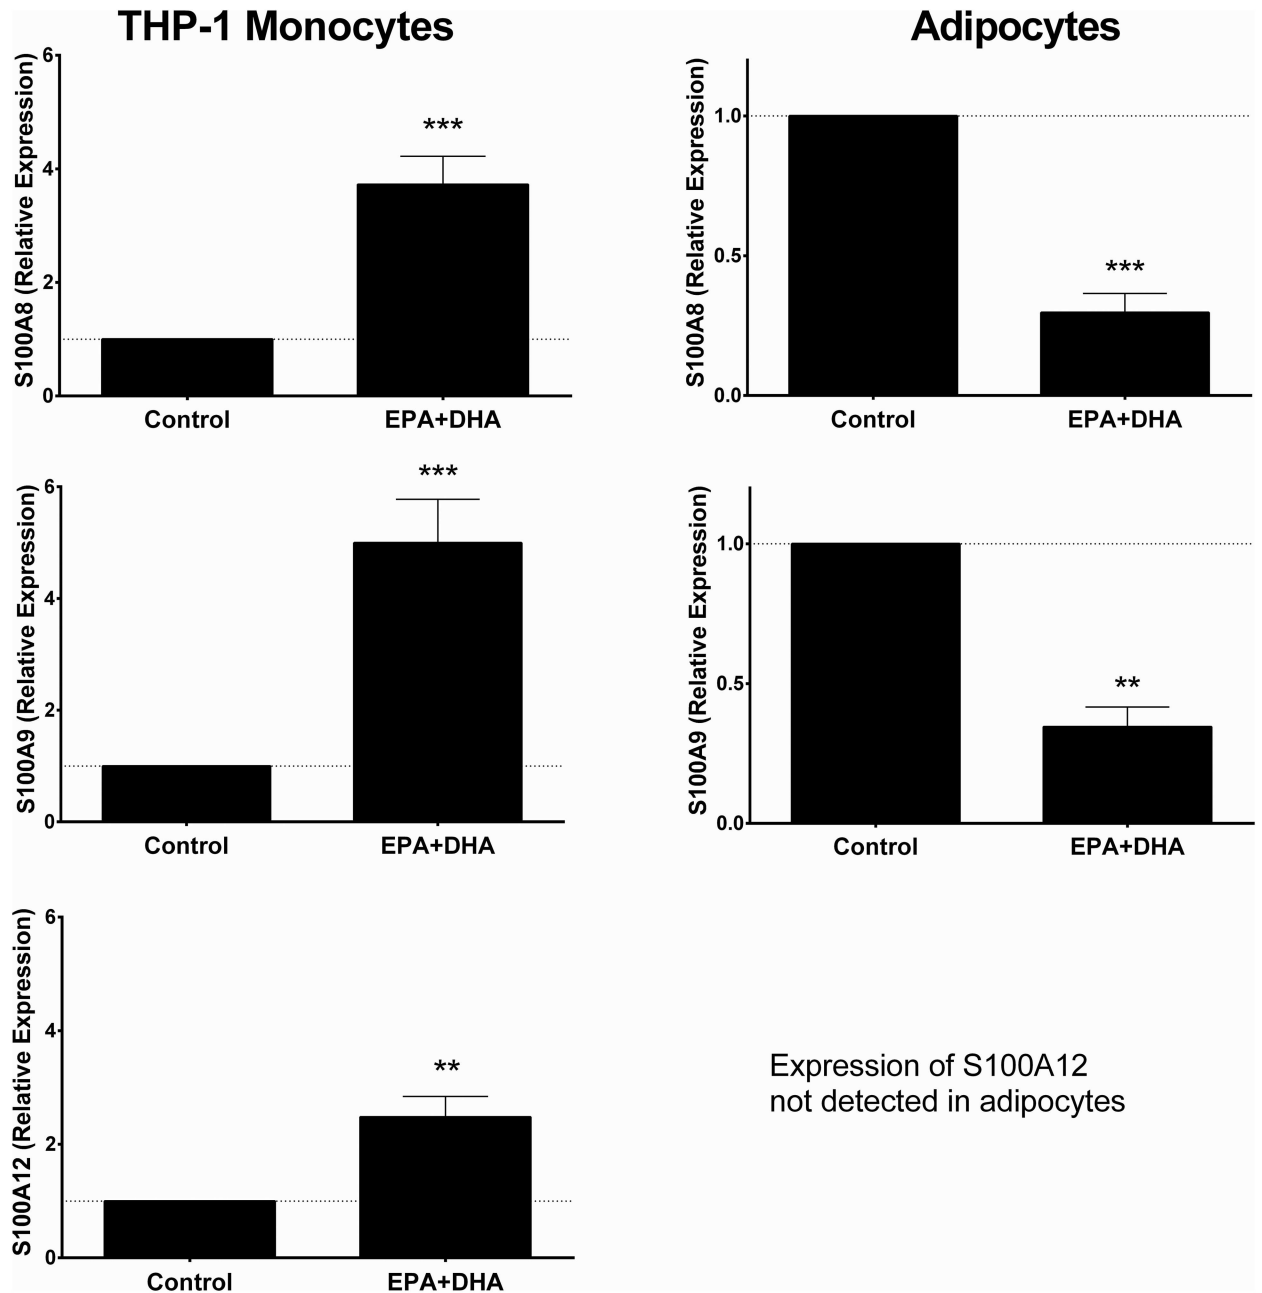 THP-1 Monocytes
Adipocytes
S100A8 (Relative Expression)
6
4
2
0
***
Control
EPA+DHA
S100A8 (Relative Expression)
1.0
0.5
0.0
***
Control
EPA+DHA
S100A9 (Relative Expression)
6
4
2
0
***
Control
EPA+DHA
S100A9 (Relative Expression)
1.0
0.5
0.0
**
Control
EPA+DHA
S100A12 (Relative Expression)
6
4
2
0
**
Control
EPA+DHA
Expression of S100A12
not detected in adipocytes